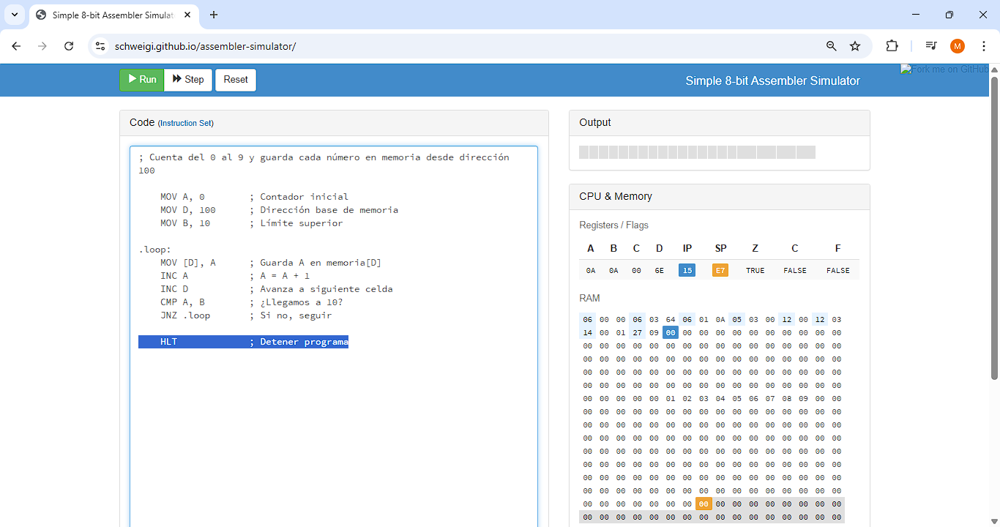 Simple 8-bit Assembler Simulat
schweigi.github.io/assembler-simulator/
M
Run Step Reset
Simple 8-bit Assembler Simulator
Fork me on GitHub
Code (Instruction Set)
; Cuenta del 0 al 9 y guarda cada número en memoria desde dirección
100
MOV A, 0 ; Contador inicial
MOV D, 100 ; Dirección base de memoria
MOV B, 10 ; Límite superior
.loop:
MOV [D], A ; Guarda A en memoria[D]
INC A ; A = A + 1
INC D ; Avanza a siguiente celda
CMP A, B ; ¿Llegamos a 10?
JNZ .loop ; Si no, seguir
HLT ; Detener programa
Output
CPU & Memory
Registers / Flags
A B C D IP SP Z C F
0A 0A 00 6E 15 E7 TRUE FALSE FALSE
RAM
06 00 00 06 03 64 06 01 0A 05 03 00 12 00 12 03
14 00 01 27 09 00 00 00 00 00 00 00 00 00 00 00
00 00 00 00 00 00 00 00 00 00 00 00 00 00 00 00
00 00 00 00 00 00 00 00 00 00 00 00 00 00 00 00
00 00 00 00 00 00 00 00 00 00 00 00 00 00 00 00
00 00 00 00 00 00 00 00 00 00 00 00 00 00 00 00
00 00 00 00 00 01 02 03 04 05 06 07 08 09 00 00
00 00 00 00 00 00 00 00 00 00 00 00 00 00 00 00
00 00 00 00 00 00 00 00 00 00 00 00 00 00 00 00
00 00 00 00 00 00 00 00 00 00 00 00 00 00 00 00
00 00 00 00 00 00 00 00 00 00 00 00 00 00 00 00
00 00 00 00 00 00 00 00 00 00 00 00 00 00 00 00
00 00 00 00 00 00 00 00 00 00 00 00 00 00 00 00
00 00 00 00 00 00 00 00 00 00 00 00 00 00 00 00
00 00 00 00 00 00 00 00 00 00 00 00 00 00 00 00
00 00 00 00 00 00 00 00 00 00 00 00 00 00 00 00